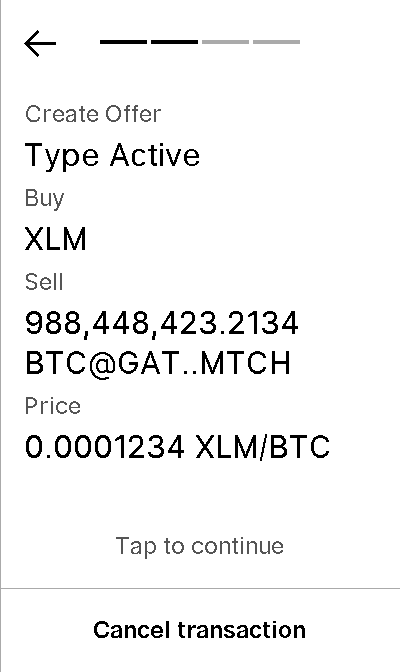 Create Offer
Type Active
Buy
XLM
Sell
988,448,423.2134
BTC@GAT..MTCH
Price
0.0001234 XLM/BTC
Tap to continue
Cancel transaction